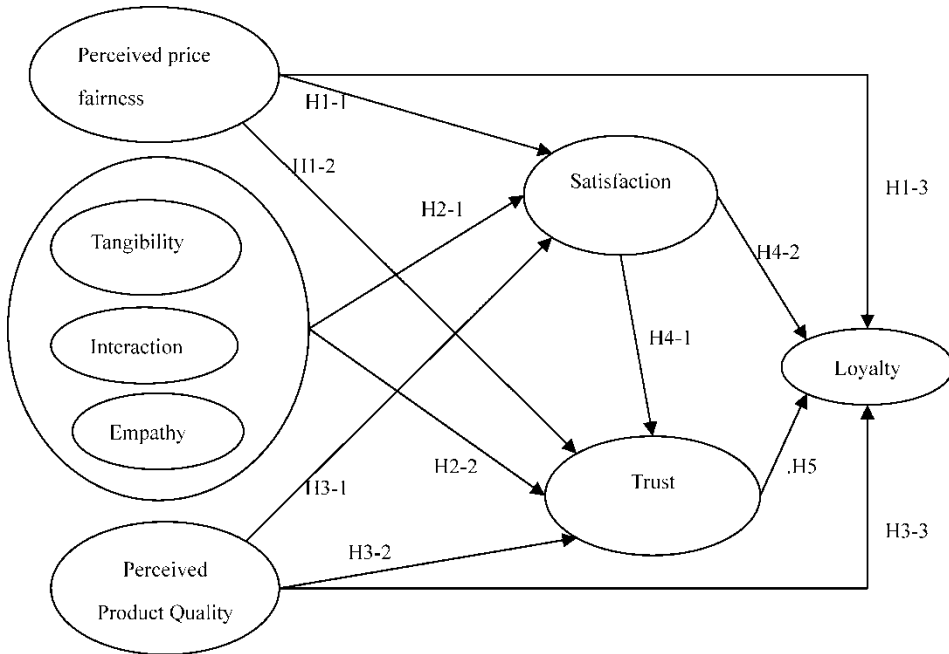 Perceived price
fairness
H1-1
H1-2
Satisfaction
H1-3
H2-1
Tangibility
H4-2
Interaction
H4-1
Loyalty
Empathy
H2-2
Trust
.H5
H3-1
H3-3
H3-2
Perceived
Product Quality